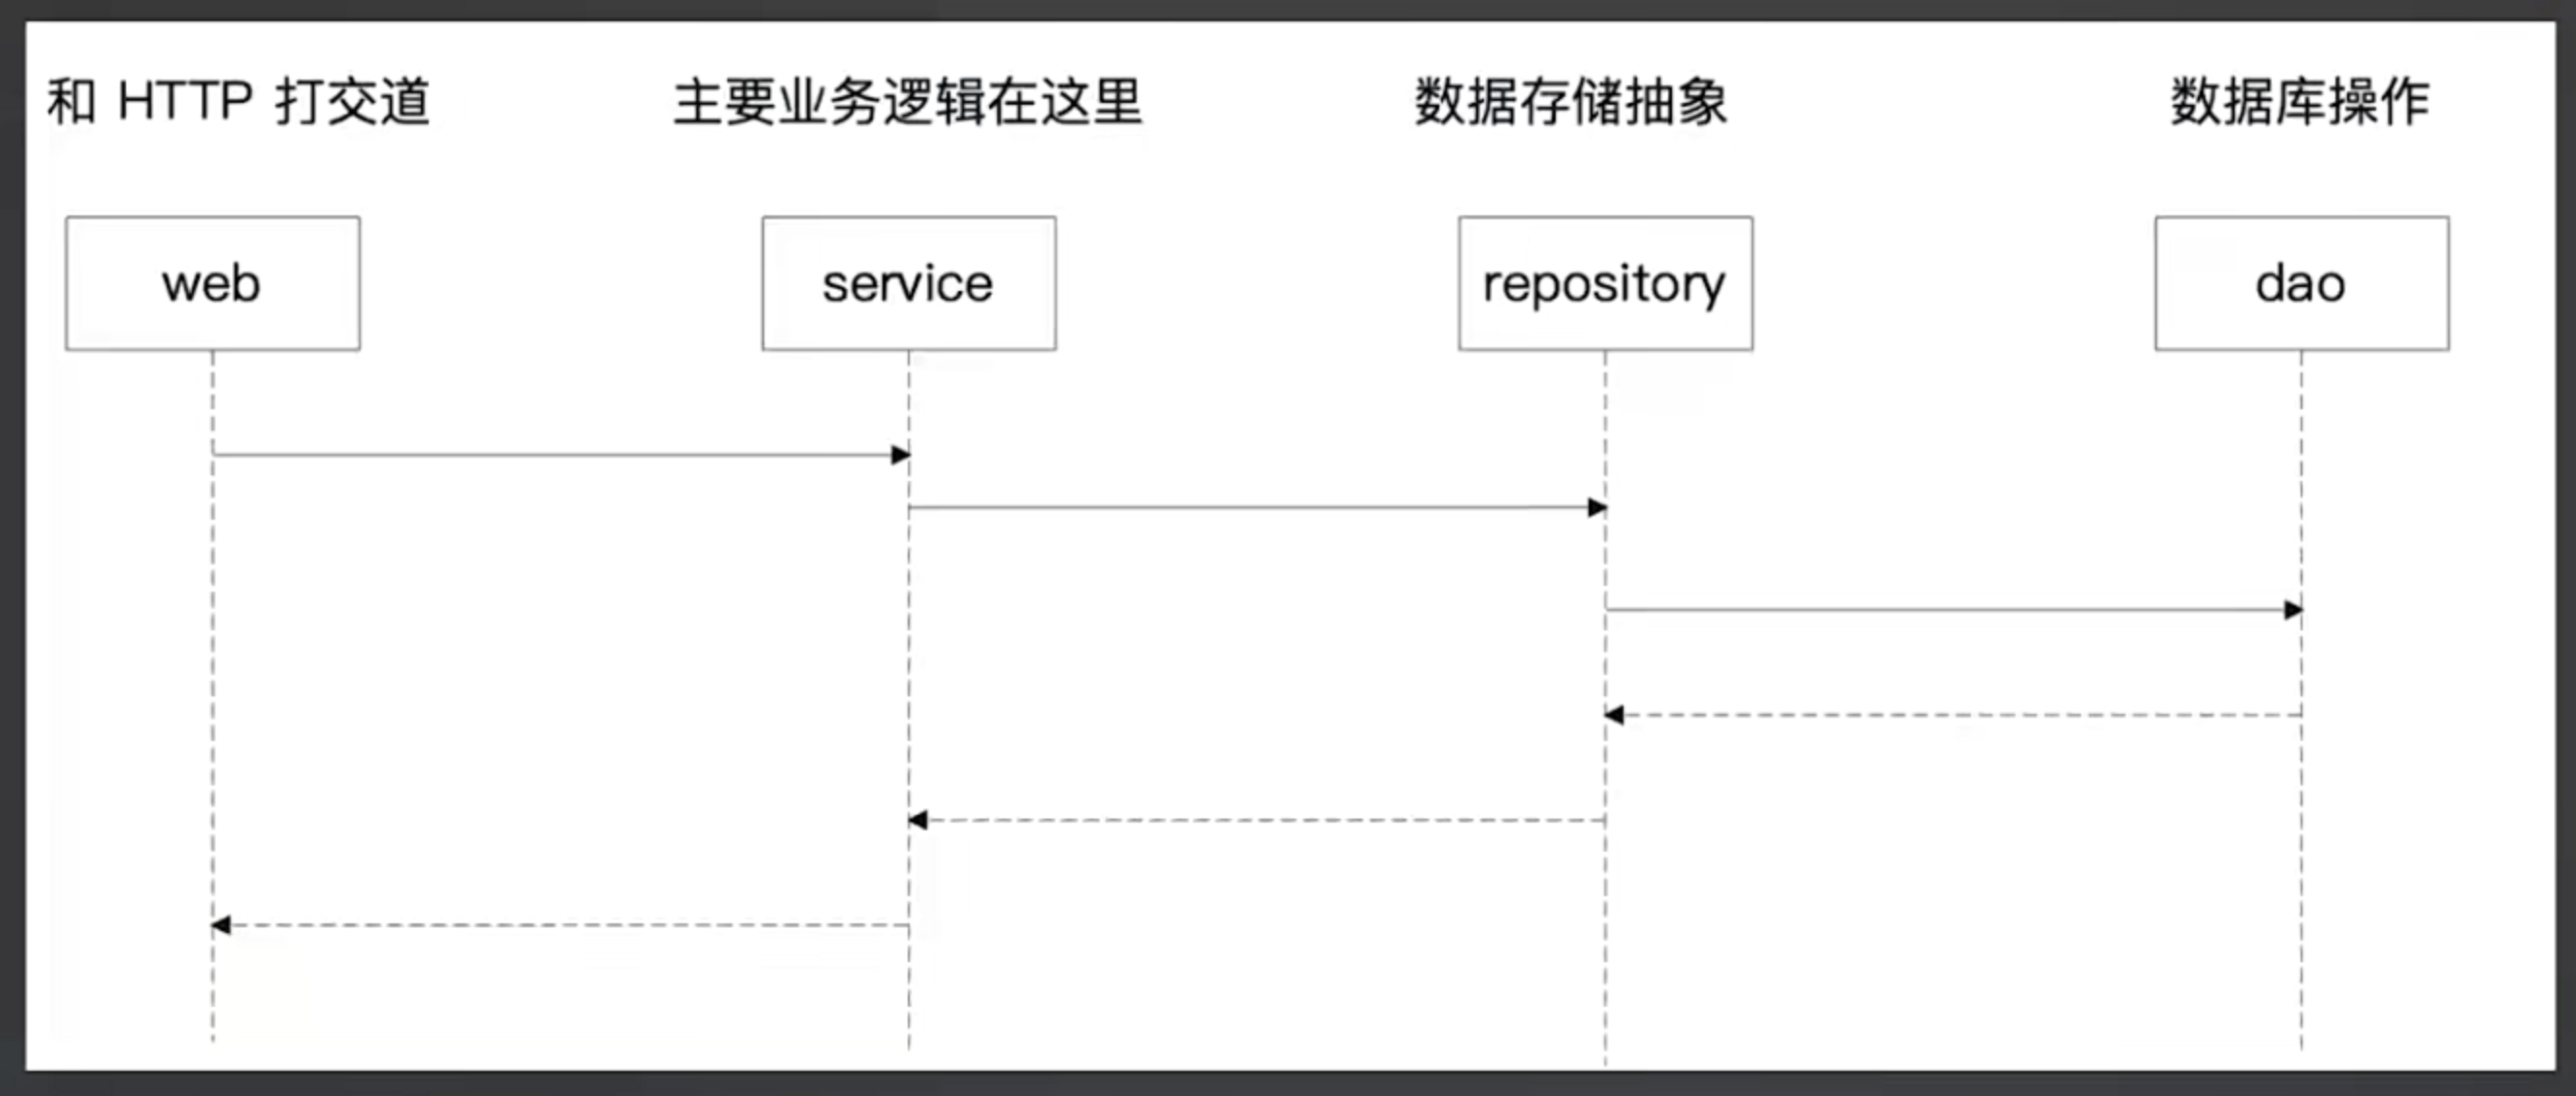 和 HTTP 打交道
主要业务逻辑在这里
数据存储抽象
数据库操作
web
service
repository
dao